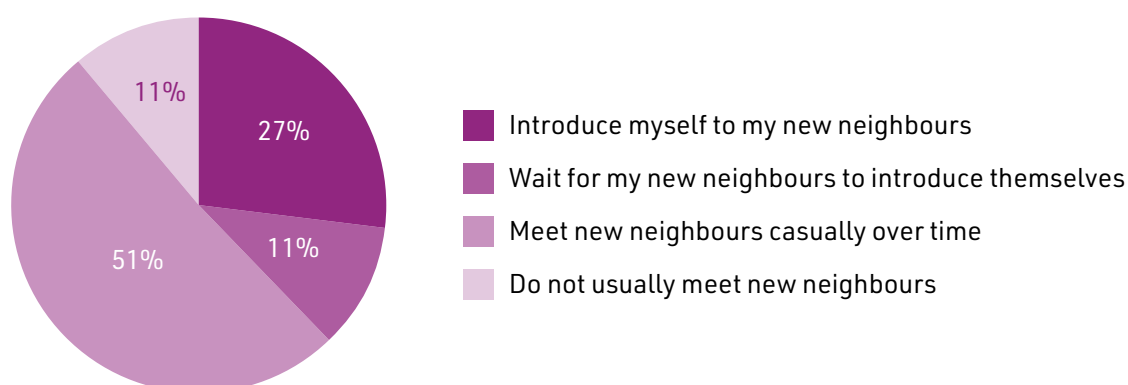 11%
27%
11%
51%
Introduce myself to my new neighbours
Wait for my new neighbours to introduce themselves
Meet new neighbours casually over time
Do not usually meet new neighbours